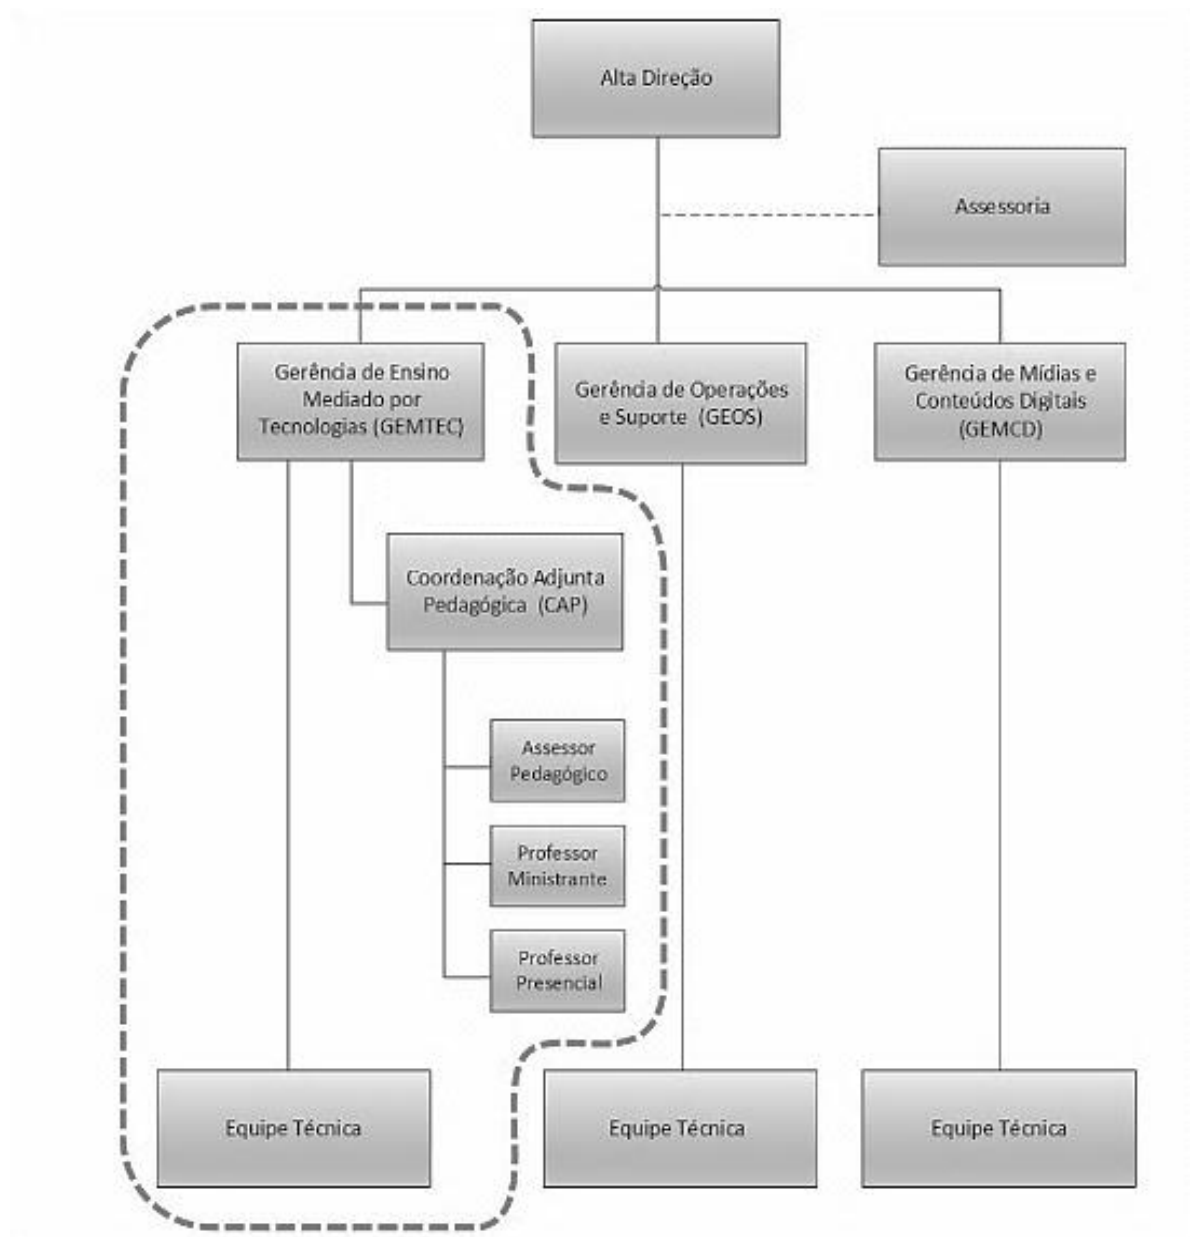 Alta Direção
Assessoria
Gerência de Ensino
Mediado por
Tecnologias (GEMTEC)
Gerência de Operações
e Suporte (GEOS)
Gerência de Mídias e
Conteúdos Digitais
(GEMCD)
Coordenação Adjunta
Pedagógica (CAP)
Assessor
Pedagógico
Professor
Ministrante
Professor
Presencial
Equipe Técnica
Equipe Técnica
Equipe Técnica